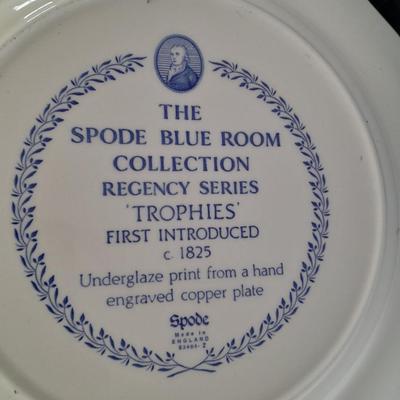 THE
SPODE BLUE ROOM
COLLECTION
REGENCY SERIES
'TROPHIES'
FIRST INTRODUCED
c. 1825
Underglaze print from a hand
engraved copper plate
Spode
Made in
ENGLAND